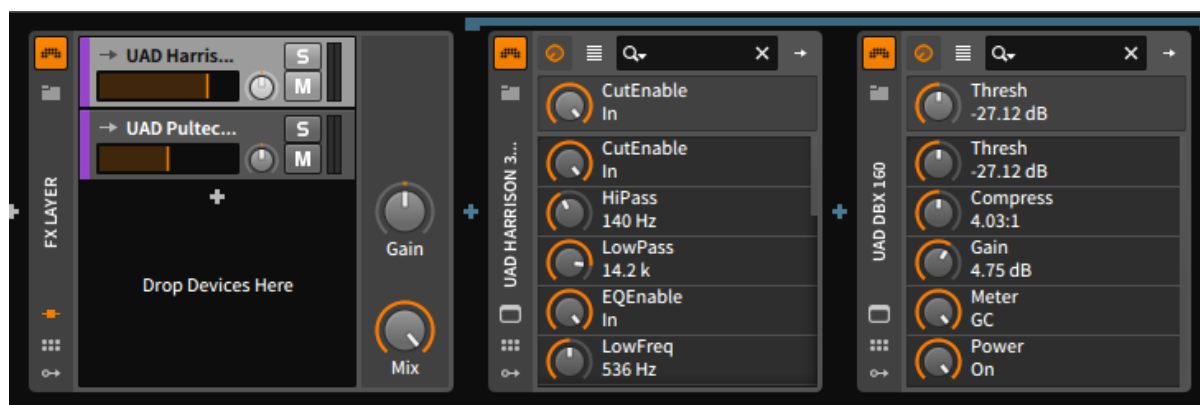 UAD Harris...
S
M
UAD Pultec...
S
M
FX LAYER
Drop Devices Here
Gain
Mix
UAD HARRISON 3...
CutEnable
In
CutEnable
In
HiPass
140 Hz
LowPass
14.2 k
EQEnable
In
LowFreq
536 Hz
UAD DBX 160
Thresh
-27.12 dB
Thresh
-27.12 dB
Compress
4.03:1
Gain
4.75 dB
Meter
GC
Power
On